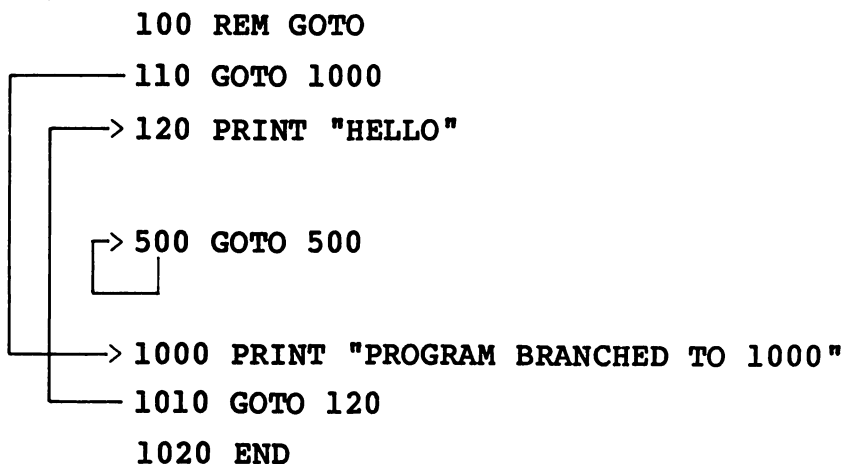 100 REM GOTO
110 GOTO 1000
120 PRINT "HELLO"
500 GOTO 500
1000 PRINT "PROGRAM BRANCHED TO 1000"
1010 GOTO 120
1020 END